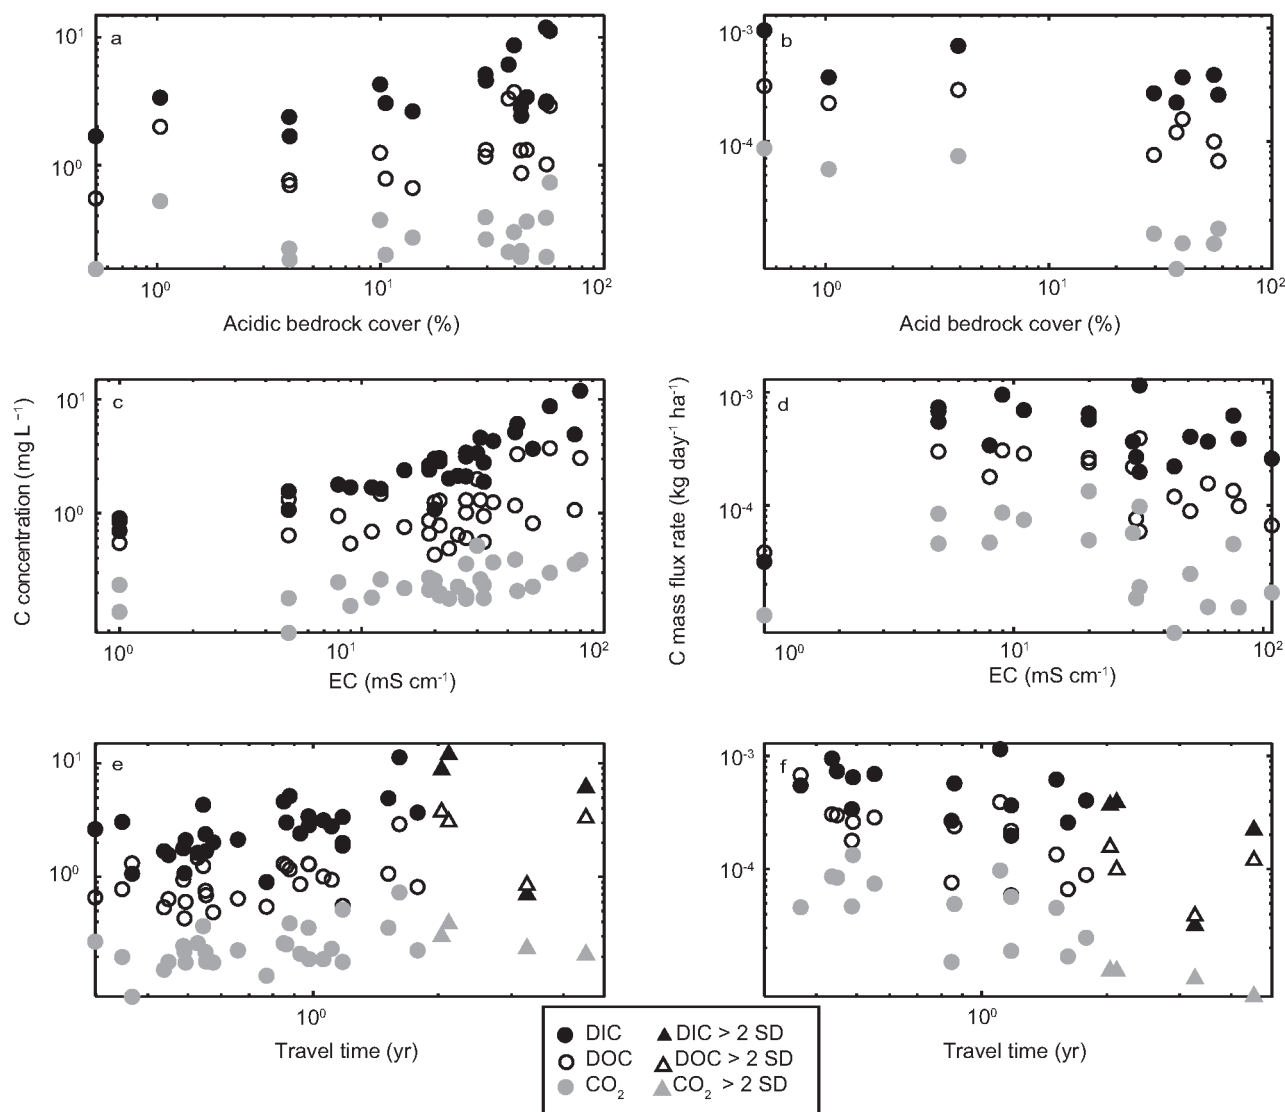 a
10¹
10⁰
10⁰
10¹
10²
Acidic bedrock cover (%)
b
10⁻³
10⁻⁴
10⁰
10¹
10²
Acid bedrock cover (%)
C concentration (mg L⁻¹)
c
10¹
10⁰
10⁰
10¹
10²
EC (mS cm⁻¹)
C mass flux rate (kg day⁻¹ ha⁻¹)
d
10⁻³
10⁻⁴
10⁰
10¹
10²
EC (mS cm⁻¹)
e
10¹
10⁰
10⁰
Travel time (yr)
f
10⁻³
10⁻⁴
10⁰
Travel time (yr)
DIC DIC > 2 SD
DOC DOC > 2 SD
CO₂ CO₂ > 2 SD